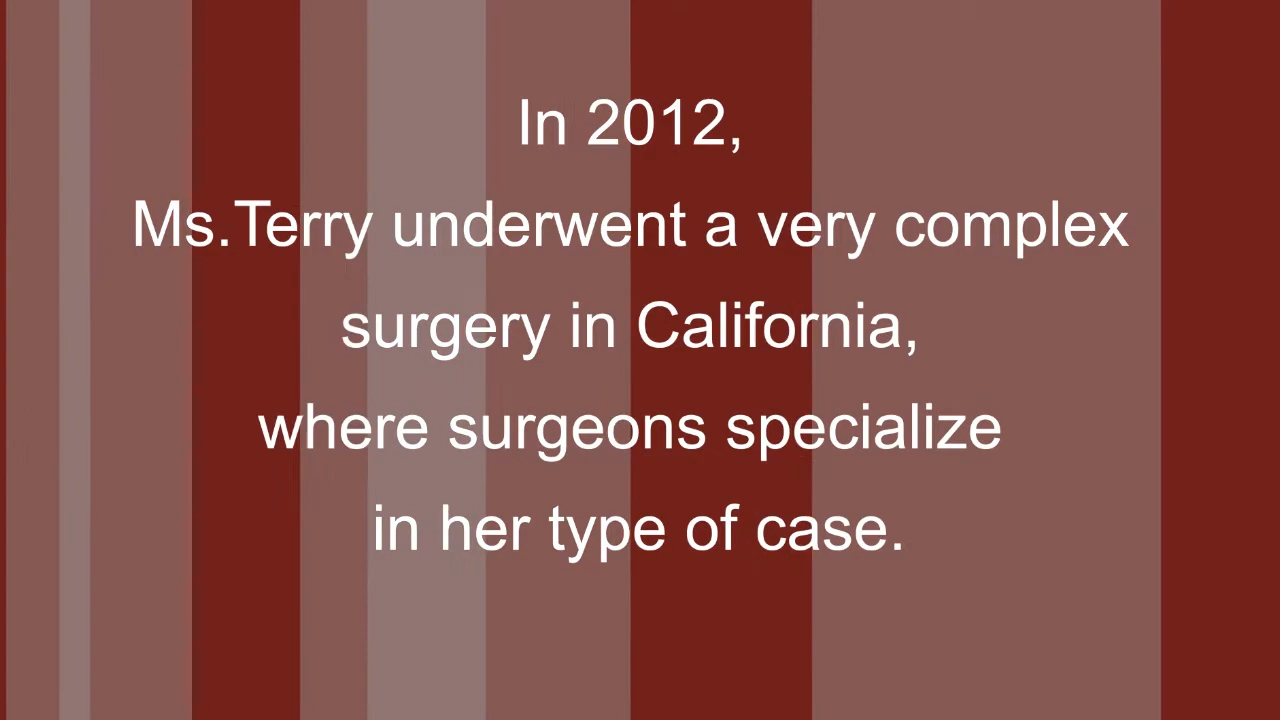 In 2012,
Ms.Terry underwent a very complex
surgery in California,
where surgeons specialize
in her type of case.